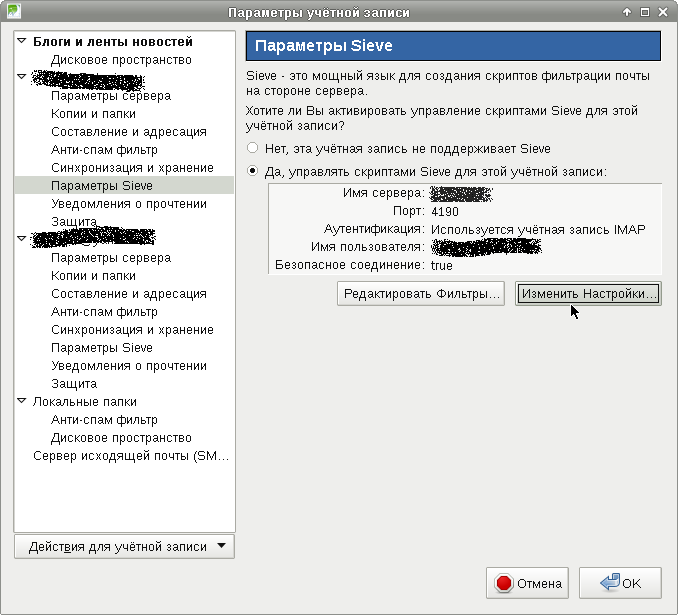 Параметры учётной записи
Блоги и ленты новостей
Дисковое пространство
Параметры сервера
Копии и папки
Составление и адресация
Анти-спам фильтр
Синхронизация и хранение
Параметры Sieve
Уведомления о прочтении
Защита
Параметры сервера
Копии и папки
Составление и адресация
Анти-спам фильтр
Синхронизация и хранение
Параметры Sieve
Уведомления о прочтении
Защита
Локальные папки
Анти-спам фильтр
Дисковое пространство
Сервер исходящей почты (SM...
Действия для учётной записи
Параметры Sieve
Sieve - это мощный язык для создания скриптов фильтрации почты
на стороне сервера.
Хотите ли Вы активировать управление скриптами Sieve для этой
учётной записи?
Нет, эта учётная запись не поддерживает Sieve
Да, управлять скриптами Sieve для этой учётной записи:
Имя сервера:
Порт: 4190
Аутентификация: Используется учётная запись IMAP
Имя пользователя:
Безопасное соединение: true
Редактировать Фильтры... Изменить Настройки...
Отмена OK